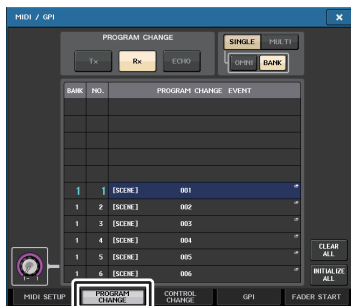 MIDI / GPI
PROGRAM CHANGE
SINGLE MULTI
Tx Rx ECHO
OMNI BANK
BANK NO. PROGRAM CHANGE EVENT
1 1 [SCENE] 001
1 2 [SCENE] 002
1 3 [SCENE] 003
1 4 [SCENE] 004
1 5 [SCENE] 005
1 6 [SCENE] 006
CLEAR ALL
INITIALIZE ALL
MIDI SETUP PROGRAM CHANGE CONTROL CHANGE GPI FADER START